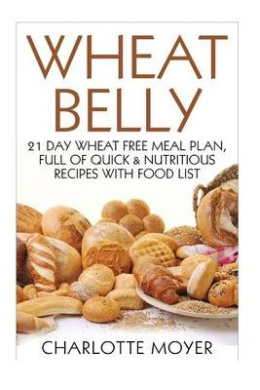 WHEAT
BELLY
21 DAY WHEAT FREE MEAL PLAN,
FULL OF QUICK & NUTRITIOUS
RECIPES WITH FOOD LIST
CHARLOTTE MOYER